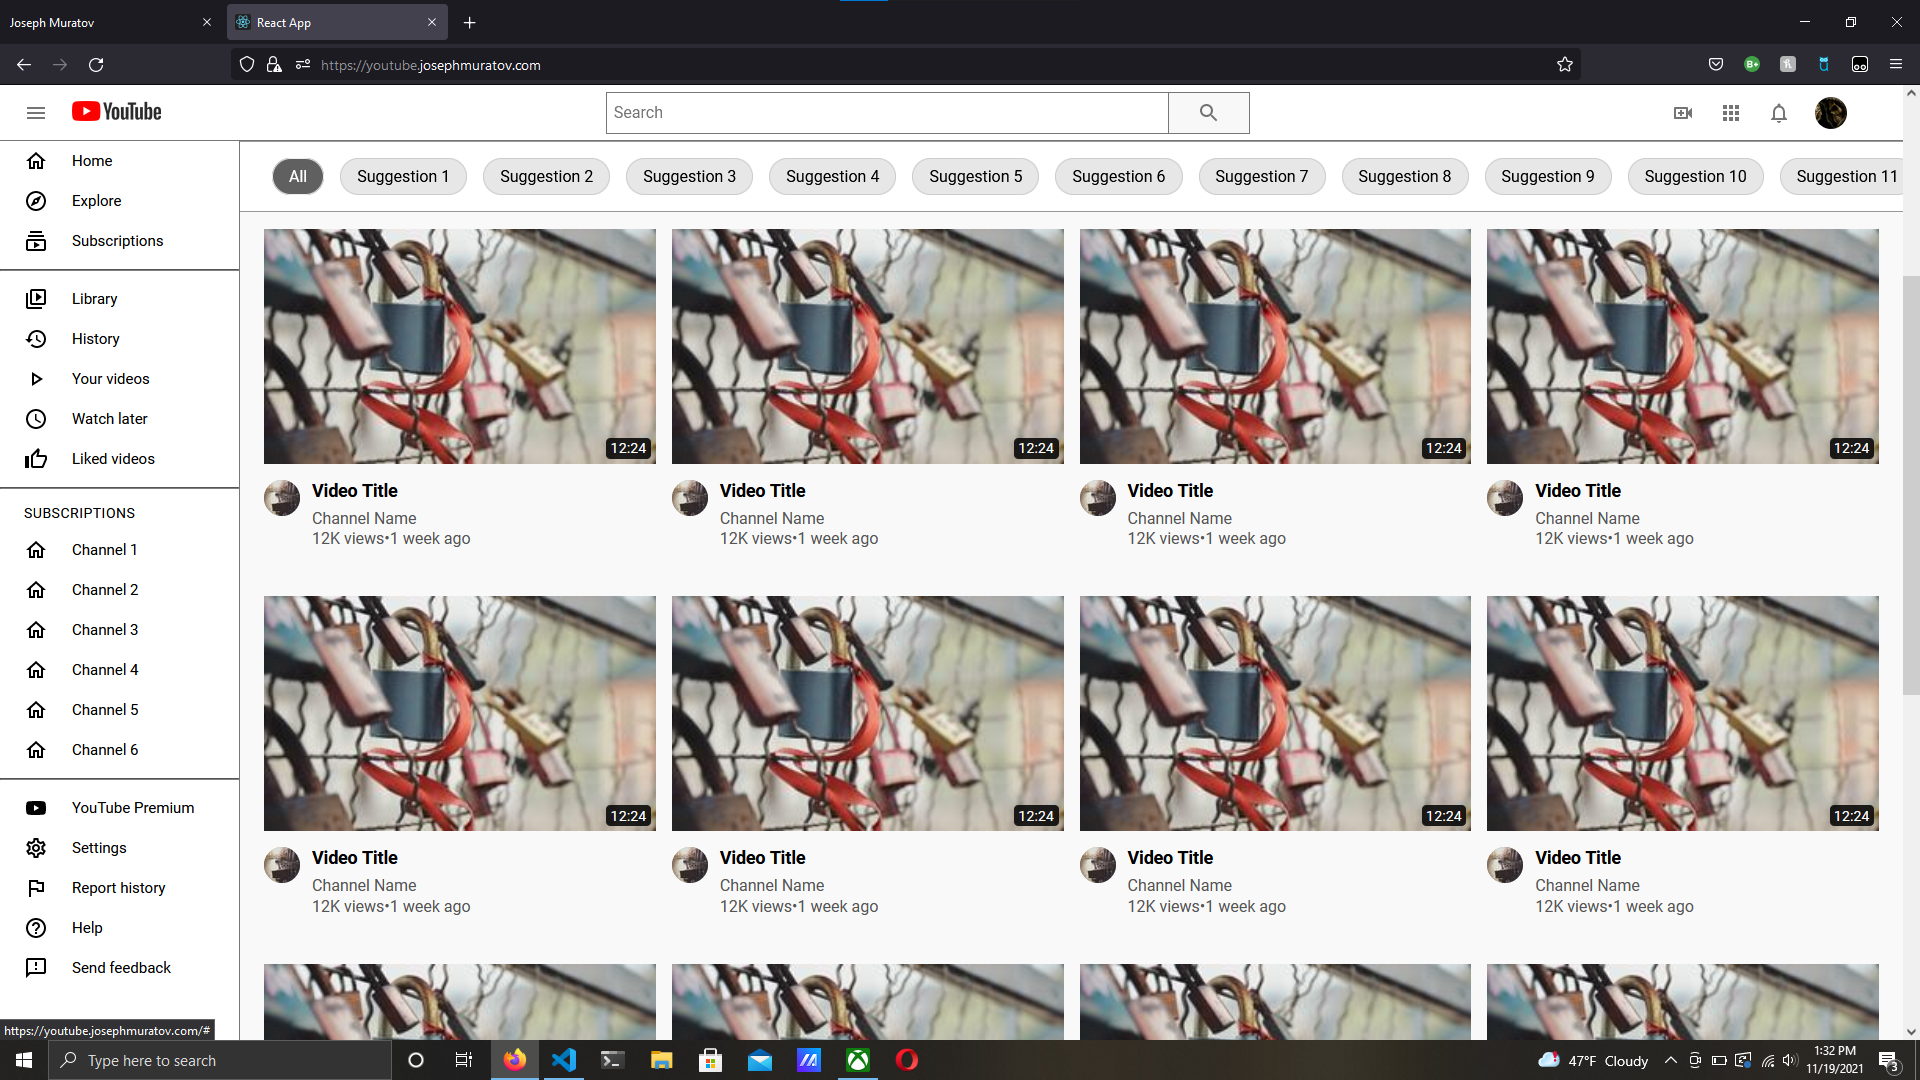 Joseph Muratov
React App
https://youtube.josephmuratov.com
YouTube
Search
Home
Explore
Subscriptions
Library
History
Your videos
Watch later
Liked videos
SUBSCRIPTIONS
Channel 1
Channel 2
Channel 3
Channel 4
Channel 5
Channel 6
YouTube Premium
Settings
Report history
Help
Send feedback
https://youtube.josephmuratov.com/#
All
Suggestion 1
Suggestion 2
Suggestion 3
Suggestion 4
Suggestion 5
Suggestion 6
Suggestion 7
Suggestion 8
Suggestion 9
Suggestion 10
Suggestion 11
12:24
Video Title
Channel Name
12K views•1 week ago
12:24
Video Title
Channel Name
12K views•1 week ago
12:24
Video Title
Channel Name
12K views•1 week ago
12:24
Video Title
Channel Name
12K views•1 week ago
12:24
Video Title
Channel Name
12K views•1 week ago
12:24
Video Title
Channel Name
12K views•1 week ago
12:24
Video Title
Channel Name
12K views•1 week ago
12:24
Video Title
Channel Name
12K views•1 week ago
Type here to search
47°F Cloudy
1:32 PM
11/19/2021
3